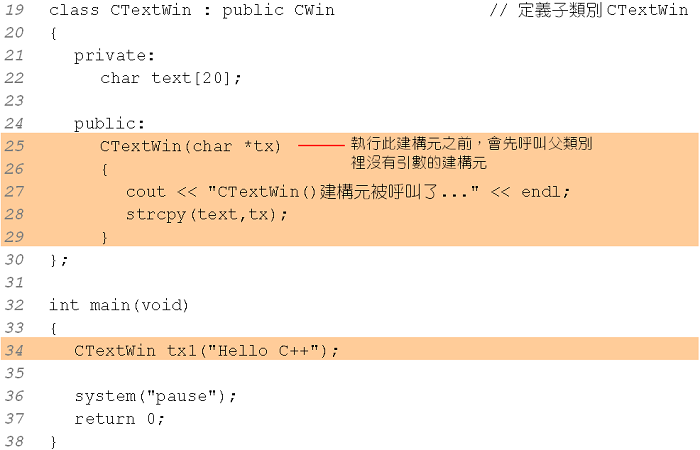 19 class CTextWin : public CWin // 定義子類別 CTextWin
20 {
21 private:
22 char text[20];
23
24 public:
25 CTextWin(char *tx) 執行此建構元之前，會先呼叫父類別
裡沒有引數的建構元
26 {
27 cout << "CTextWin()建構元被呼叫了..." << endl;
28 strcpy(text,tx);
29 }
30 };
31
32 int main(void)
33 {
34 CTextWin tx1("Hello C++");
35
36 system("pause");
37 return 0;
38 }